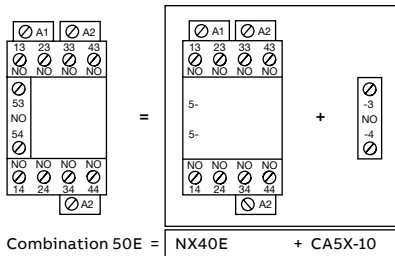 A1 A2 A1 A2
13 23 33 43 13 23 33 43
NO NO NO NO NO NO NO NO
53 5- -3
NO = + NO
54 5- -4
NO NO NO NO NO NO NO NO
14 24 34 44 14 24 34 44
A2 A2
Combination 50E = NX40E + CA5X-10